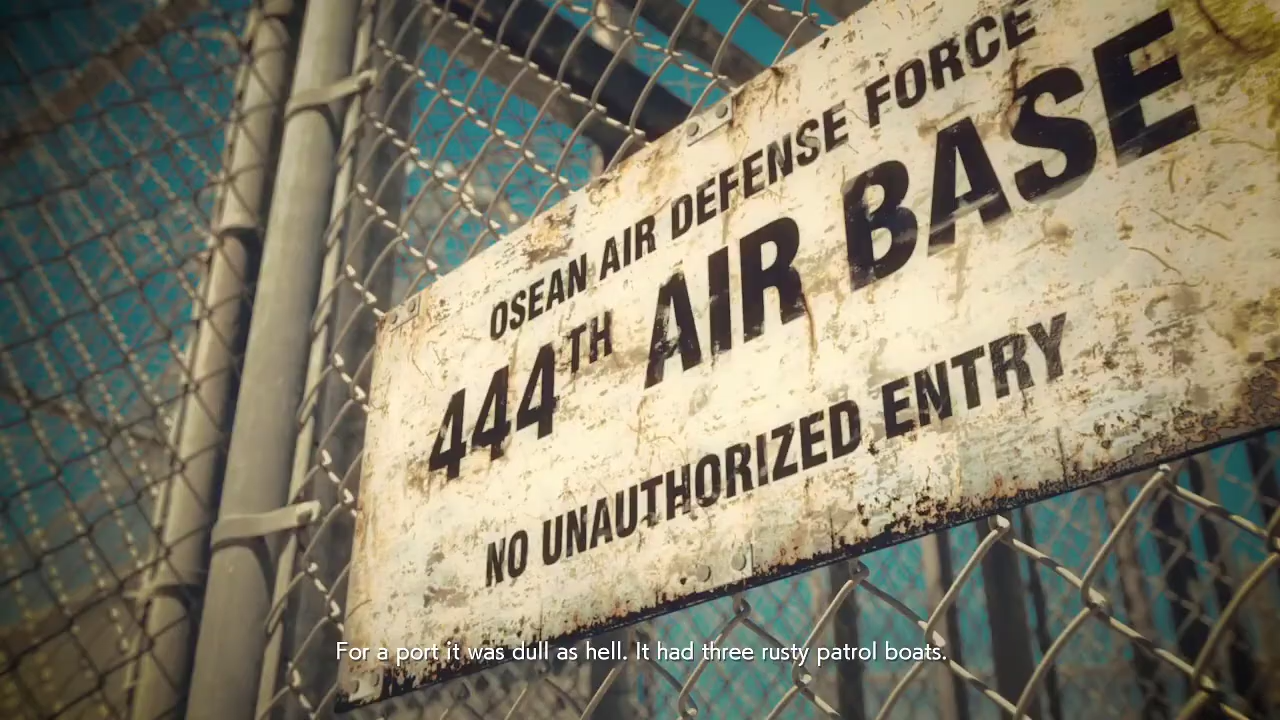 OSEAN AIR DEFENSE FORCE
444TH AIR BASE
NO UNAUTHORIZED ENTRY
For a port it was dull as hell. It had three rusty patrol boats.